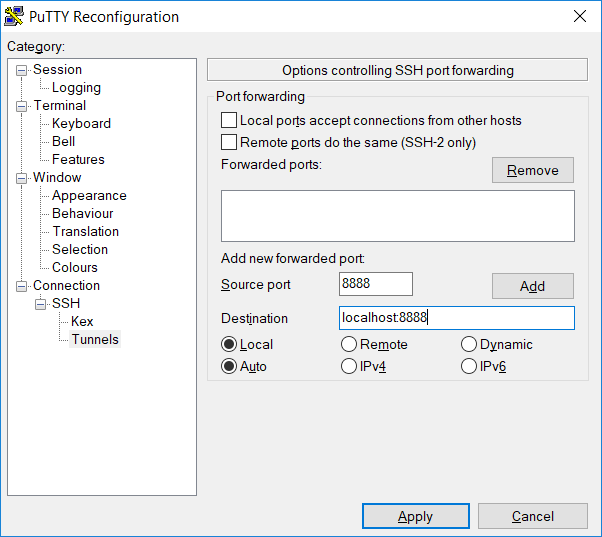 PuTTY Reconfiguration
Category:
Session
Logging
Terminal
Keyboard
Bell
Features
Window
Appearance
Behaviour
Translation
Selection
Colours
Connection
SSH
Kex
Tunnels
Options controlling SSH port forwarding
Port forwarding
Local ports accept connections from other hosts
Remote ports do the same (SSH-2 only)
Forwarded ports:
Remove
Add new forwarded port:
Source port 8888 Add
Destination localhost:8888
Local Remote Dynamic
Auto IPv4 IPv6
Apply Cancel